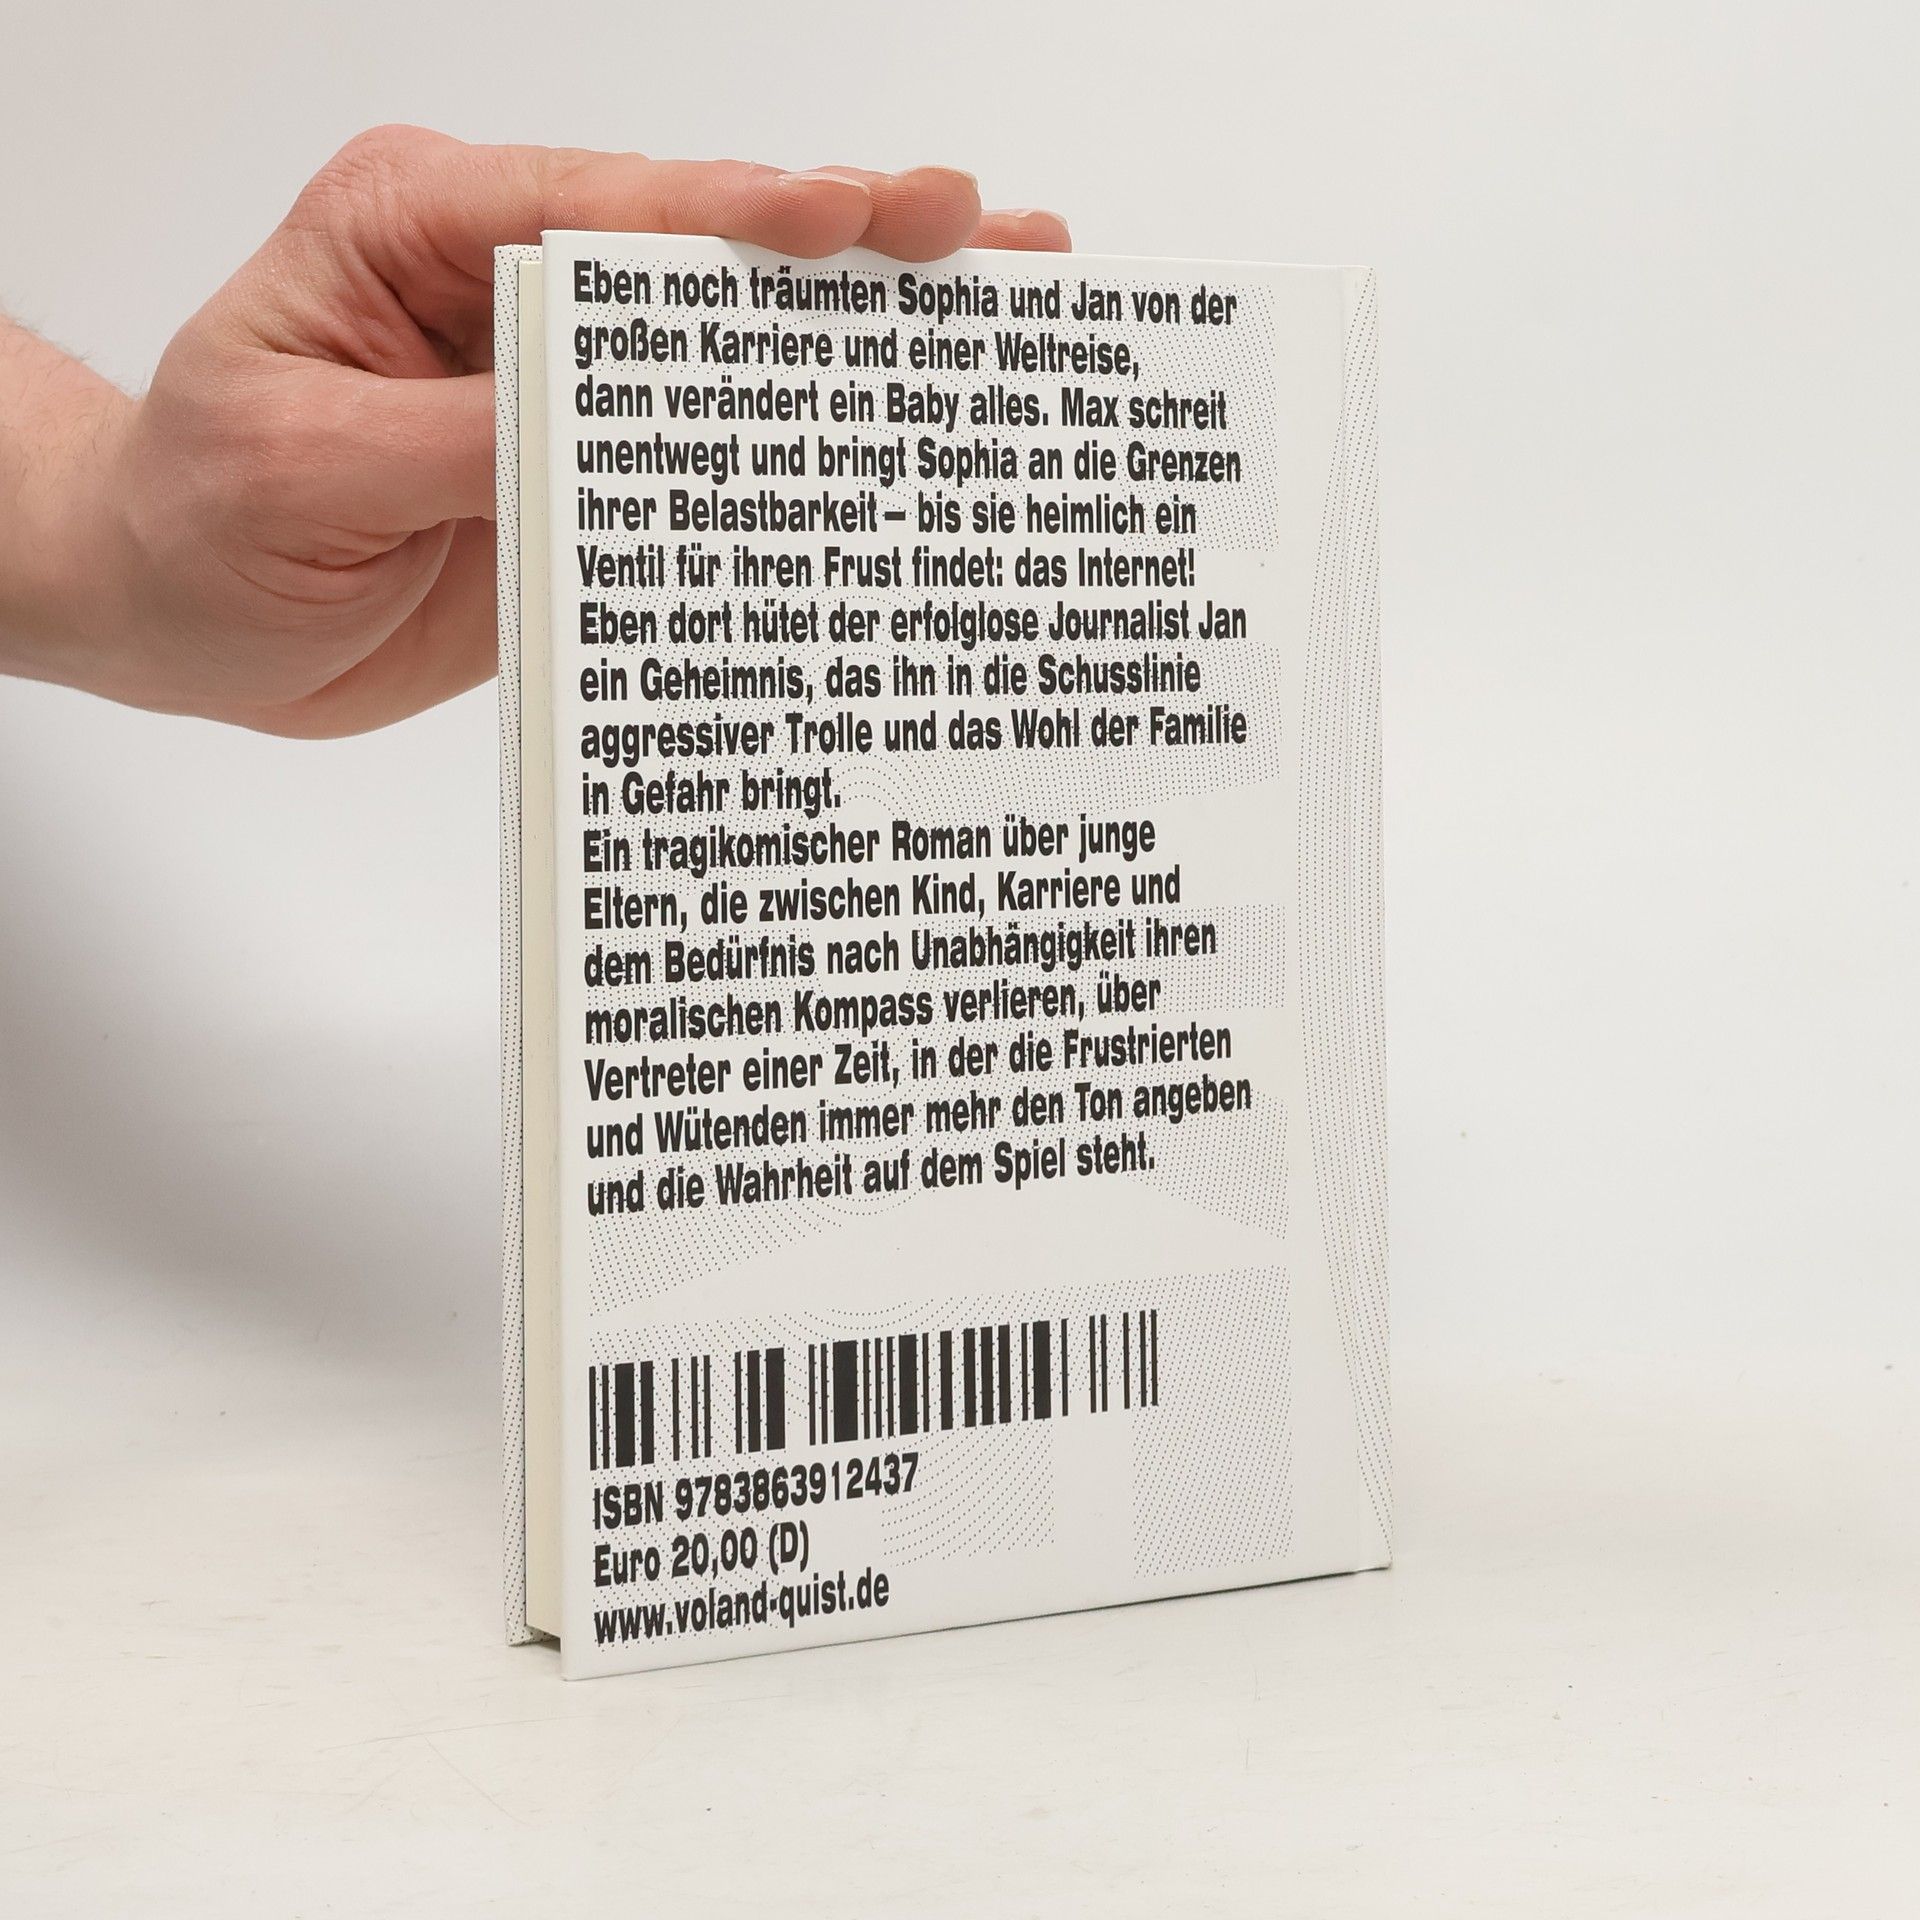 Eben noch träumten Sophia und Jan von der
großen Karriere und einer Weltreise,
dann verändert ein Baby alles. Max schreit
unentwegt und bringt Sophia an die Grenzen
ihrer Belastbarkeit – bis sie heimlich ein
Ventil für ihren Frust findet: das Internet!
Eben dort hütet der erfolglose Journalist Jan
ein Geheimnis, das ihn in die Schusslinie
aggressiver Trolle und das Wohl der Familie
in Gefahr bringt.
Ein tragikomischer Roman über junge
Eltern, die zwischen Kind, Karriere und
dem Bedürfnis nach Unabhängigkeit ihren
moralischen Kompass verlieren, über
Vertreter einer Zeit, in der die Frustrierten
und Wütenden immer mehr den Ton angeben
und die Wahrheit auf dem Spiel steht.
ISBN 9783863912437
Euro 20,00 (D)
www.voland-quist.de